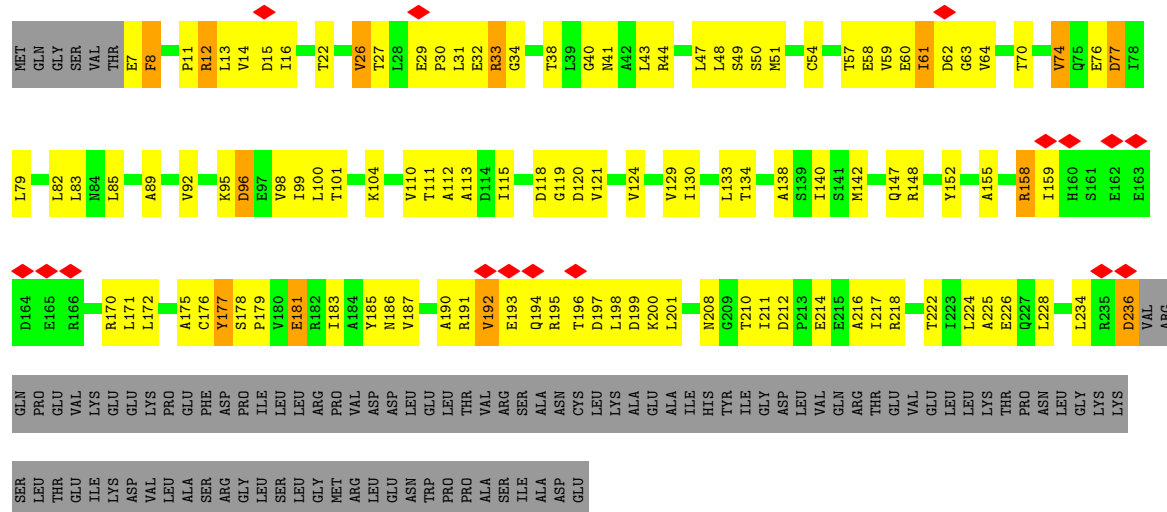 MET GLN GLY SER VAL THR E7 F8 P11 R12 L13 V14 D15 I16 T22 V26 T27 L28 E29 P30 L31 E32 R33 G34 T38 L39 G40 N41 A42 L43 R44 L47 L48 S49 S50 M51 C54 T57 E58 V59 E60 I61 D62 G63 V64 T70 V74 Q75 E76 D77 I78
L79 L82 L83 N84 L85 A89 V92 K95 D96 E97 V98 I99 L100 T101 K104 V110 T111 A112 A113 D114 I115 D118 G119 D120 V121 V124 V129 I130 L133 T134 A138 S139 I140 S141 M142 Q147 R148 Y152 A155 R158 I159 H160 S161 E162 E163
D164 E165 R166 R170 L171 L172 A175 C176 Y177 S178 P179 V180 E181 R182 I183 A184 Y185 N186 V187 A190 R191 V192 E193 Q194 R195 T196 D197 L198 D199 K200 L201 N208 G209 T210 I211 D212 P213 E214 E215 A216 I217 R218 T222 I223 L224 A225 E226 Q227 L228 L234 R235 D236 VAL ARG
GLN PRO GLU VAL LYS GLU GLU LYS PRO GLU PHE ASP PRO ILE LEU LEU ARG PRO VAL ASP ASP LEU GLU LEU THR VAL ARG SER ALA ASN CYS LEU LYS ALA GLU ALA ILE HIS TYR ILE GLY ASP LEU VAL GLN ARG THR GLU VAL GLU LEU LEU LYS THR PRO ASN LEU GLY LYS LYS
SER LEU THR GLU ILE LYS ASP VAL LEU ALA SER ARG GLY LEU SER LEU GLY MET ARG LEU GLU ASN TRP PRO PRO ALA SER ILE ALA ASP GLU